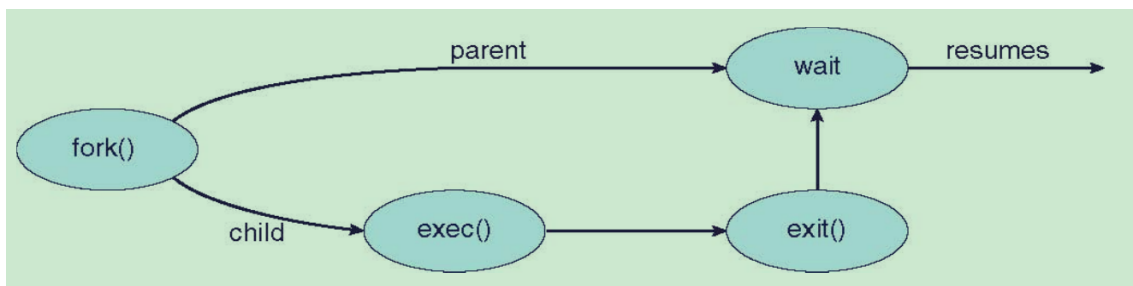 parent
wait
resumes
fork()
child
exec()
exit()